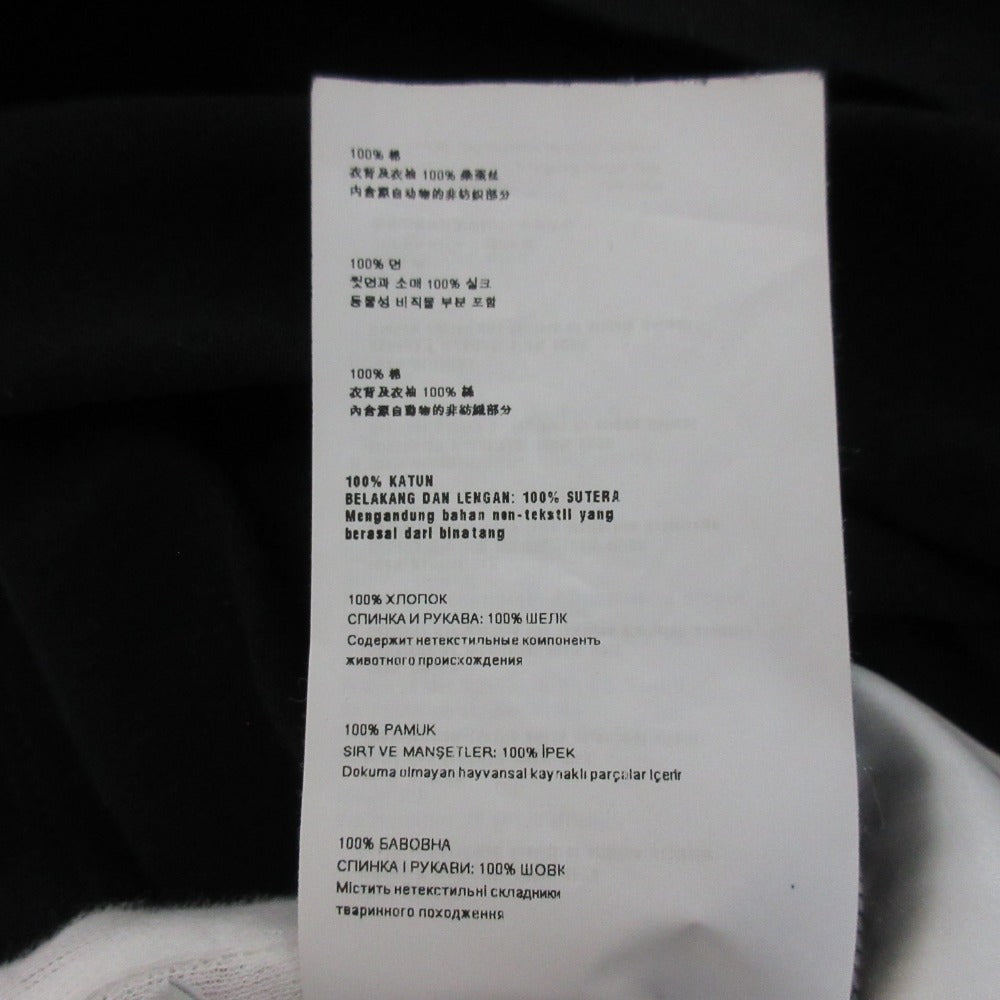 100% 棉
衣背及衣袖 100% 桑蚕丝
内含源自动物的非纺织部分
100% 면
뒷면과 소매 100% 실크
동물성 비직물 부분 포함
100% 棉
衣背及衣袖 100% 絲
內含源自動物的非紡織部分
100% KATUN
BELAKANG DAN LENGAN: 100% SUTERA
Mengandung bahan non-tekstil yang
berasal dari binatang
100% ХЛОПОК
СПИНКА И РУКАВА: 100% ШЕЛК
Содержит нетекстильные компоненть
животного происхождения
100% PAMUK
SIRT VE MANŞETLER: 100% İPEK
Dokuma olmayan hayvansal kaynaklı parçalar içerir
100% БАВОВНА
СПИНКА І РУКАВИ: 100% ШОВК
Містить нетекстильні складники
тваринного походження